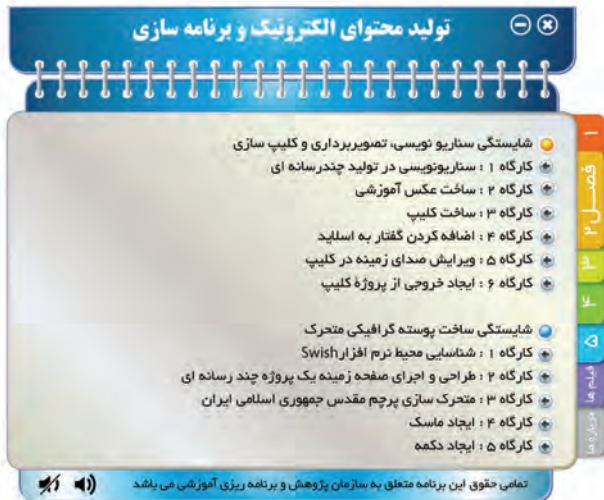 تولید محتوای الکترونیک و برنامه سازی
شایستگی سناریو نویسی، تصویربرداری و کلیپ سازی
کارگاه ۱ : سناریونویسی در تولید چندرسانه ای
کارگاه ۲ : ساخت عکس آموزشی
کارگاه ۳ : ساخت کلیپ
کارگاه ۴ : اضافه کردن گفتار به اسلاید
کارگاه ۵ : ویرایش صدای زمینه در کلیپ
کارگاه ۶ : ایجاد خروجی از پروژهٔ کلیپ
شایستگی ساخت پوسته گرافیکی متحرک
کارگاه ۱ : شناسایی محیط نرم افزار Swish
کارگاه ۲ : طراحی و اجرای صفحه زمینه یک پروژه چند رسانه ای
کارگاه ۳ : متحرک سازی پرچم مقدس جمهوری اسلامی ایران
کارگاه ۴ : ایجاد ماسک
کارگاه ۵ : ایجاد دکمه
۱
فصل ۲
۳
۴
۵
فیلم ها
درباره ما
تمامی حقوق این برنامه متعلق به سازمان پژوهش و برنامه ریزی آموزشی می باشد